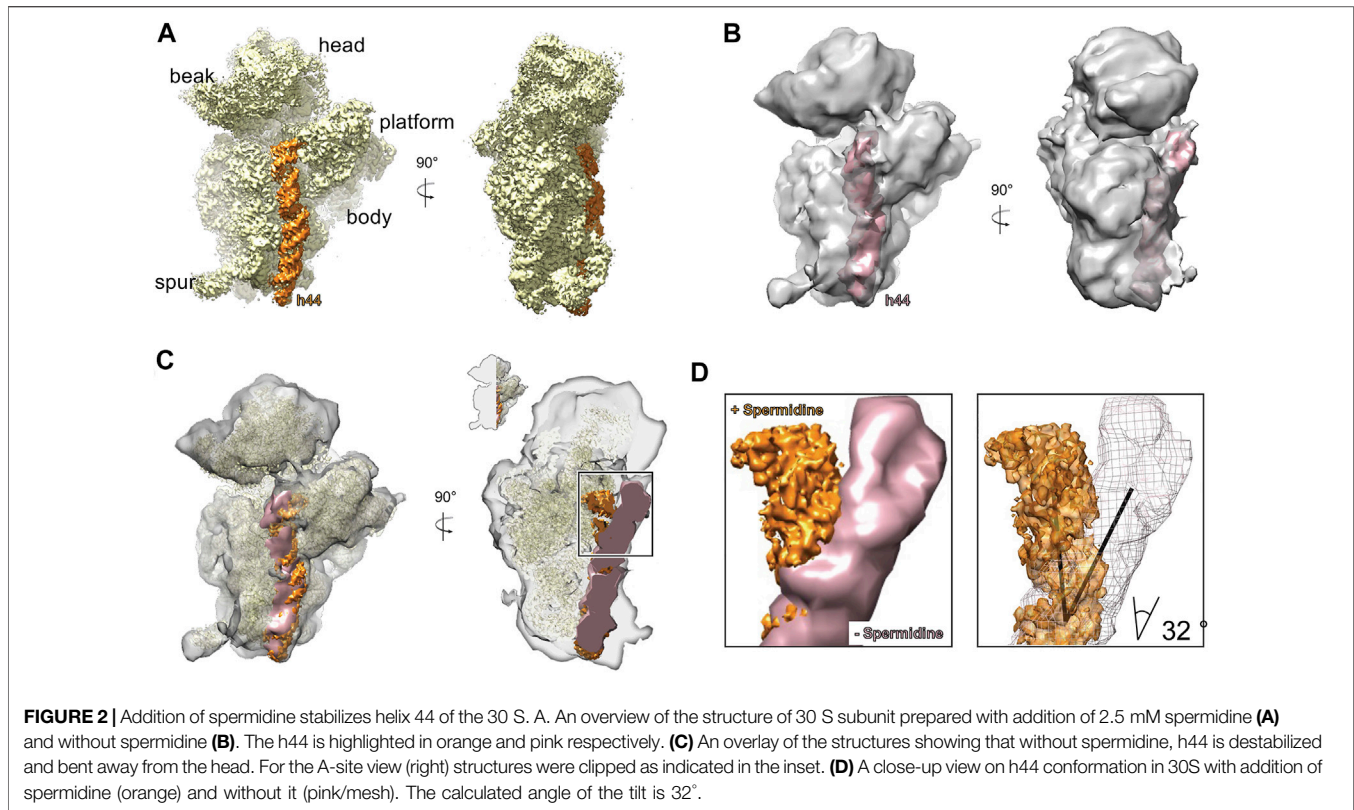 A
head
beak
platform
90°
body
spur
h44
B
90°
h44
C
90°
D
+ Spermidine
- Spermidine
32 °
FIGURE 2 | Addition of spermidine stabilizes helix 44 of the 30 S. A. An overview of the structure of 30 S subunit prepared with addition of 2.5 mM spermidine (A)
and without spermidine (B). The h44 is highlighted in orange and pink respectively. (C) An overlay of the structures showing that without spermidine, h44 is destabilized
and bent away from the head. For the A-site view (right) structures were clipped as indicated in the inset. (D) A close-up view on h44 conformation in 30S with addition of
spermidine (orange) and without it (pink/mesh). The calculated angle of the tilt is 32°.